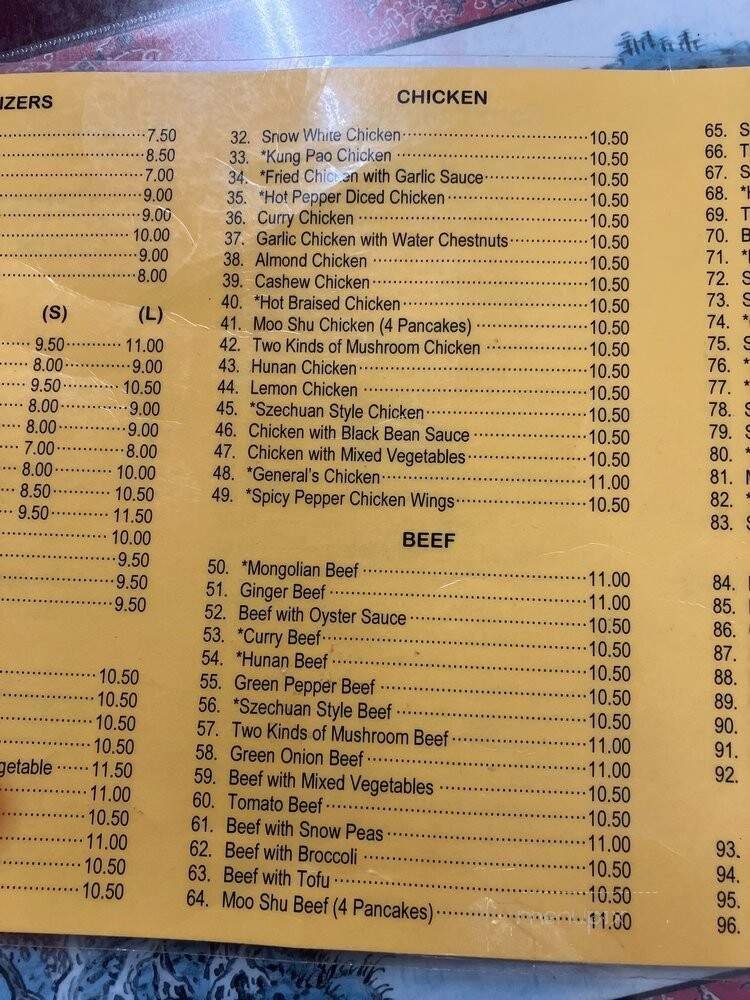 IZERS
7.50
8.50
7.00
9.00
9.00
10.00
9.00
8.00
(S) (L)
9.50 11.00
8.00 9.00
9.50 10.50
8.00 9.00
8.00 9.00
7.00 8.00
8.00 10.00
8.50 10.50
9.50 11.50
10.00
9.50
9.50
9.50
10.50
10.50
10.50
10.50
getable 11.50
11.00
10.50
11.00
10.50
10.50
CHICKEN
32. Snow White Chicken 10.50
33. *Kung Pao Chicken 10.50
34. *Fried Chicken with Garlic Sauce 10.50
35. *Hot Pepper Diced Chicken 10.50
36. Curry Chicken 10.50
37. Garlic Chicken with Water Chestnuts 10.50
38. Almond Chicken 10.50
39. Cashew Chicken 10.50
40. *Hot Braised Chicken 10.50
41. Moo Shu Chicken (4 Pancakes) 10.50
42. Two Kinds of Mushroom Chicken 10.50
43. Hunan Chicken 10.50
44. Lemon Chicken 10.50
45. *Szechuan Style Chicken 10.50
46. Chicken with Black Bean Sauce 10.50
47. Chicken with Mixed Vegetables 10.50
48. *General's Chicken 11.00
49. *Spicy Pepper Chicken Wings 10.50
BEEF
50. *Mongolian Beef 11.00
51. Ginger Beef 11.00
52. Beef with Oyster Sauce 10.50
53. *Curry Beef 10.50
54. *Hunan Beef 10.50
55. Green Pepper Beef 10.50
56. *Szechuan Style Beef 10.50
57. Two Kinds of Mushroom Beef 11.00
58. Green Onion Beef 11.00
59. Beef with Mixed Vegetables 10.50
60. Tomato Beef 10.50
61. Beef with Snow Peas 11.00
62. Beef with Broccoli 10.50
63. Beef with Tofu 10.50
64. Moo Shu Beef (4 Pancakes) 11.00
65. S
66. T
67. S
68. *
69. T
70. B
71. *
72. S
73. S
74. *
75. S
76. *
77. *
78. S
79. S
80. *
81.
82. *
83. S
84.
85.
86.
87.
88.
89.
90.
91.
92.
93.
94.
95.
96.